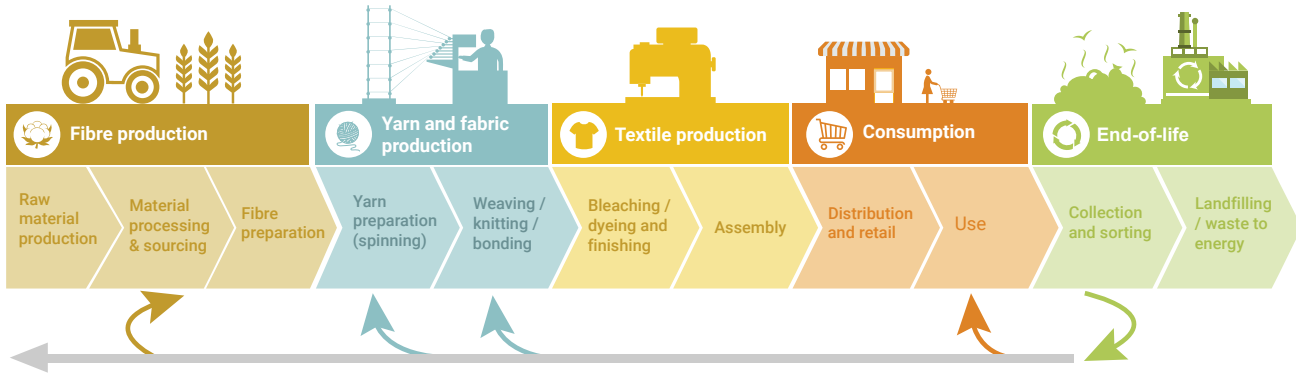 Fibre production
Yarn and fabric
production
Textile production
Consumption
End-of-life
Raw
material
production
Material
processing
& sourcing
Fibre
preparation
Yarn
preparation
(spinning)
Weaving /
knitting /
bonding
Bleaching /
dyeing and
finishing
Assembly
Distribution
and retail
Use
Collection
and sorting
Landfilling
/ waste to
energy